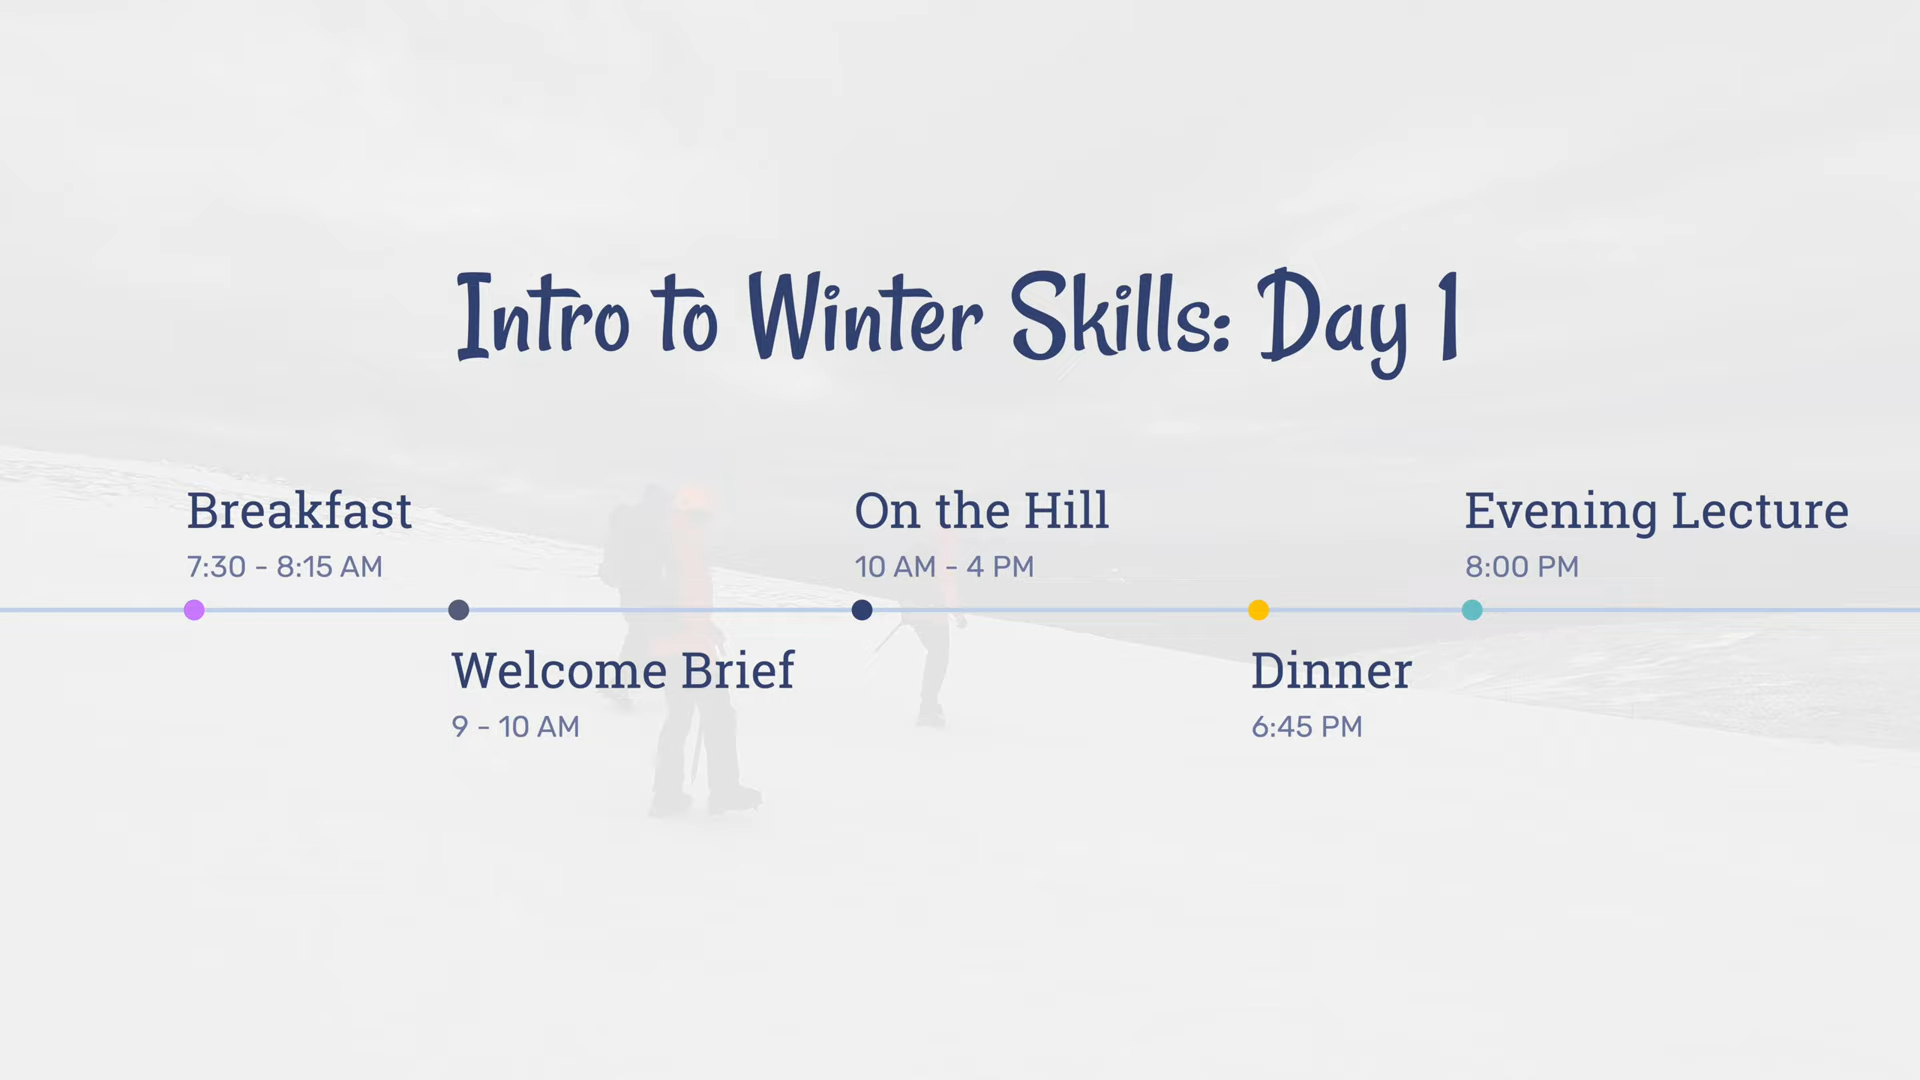 Intro to Winter Skills: Day 1
Breakfast
7:30 - 8:15 AM
Welcome Brief
9 - 10 AM
On the Hill
10 AM - 4 PM
Dinner
6:45 PM
Evening Lecture
8:00 PM